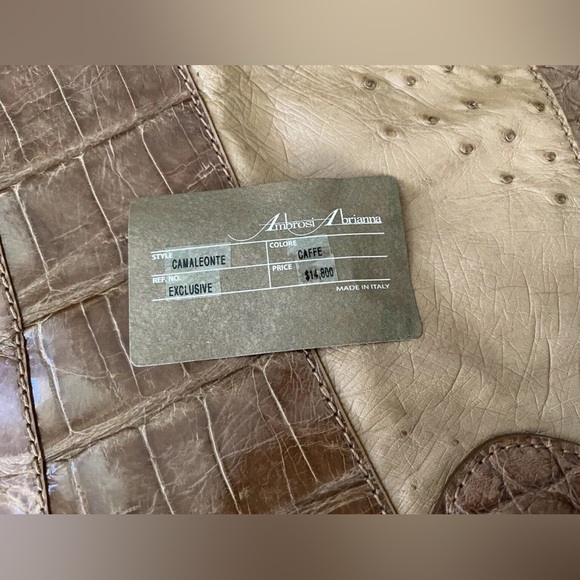 Ambrosi Abrianna
STYLE CAMALEONTE COLORE CAFFE
REF. NO. EXCLUSIVE PRICE $14,800
MADE IN ITALY